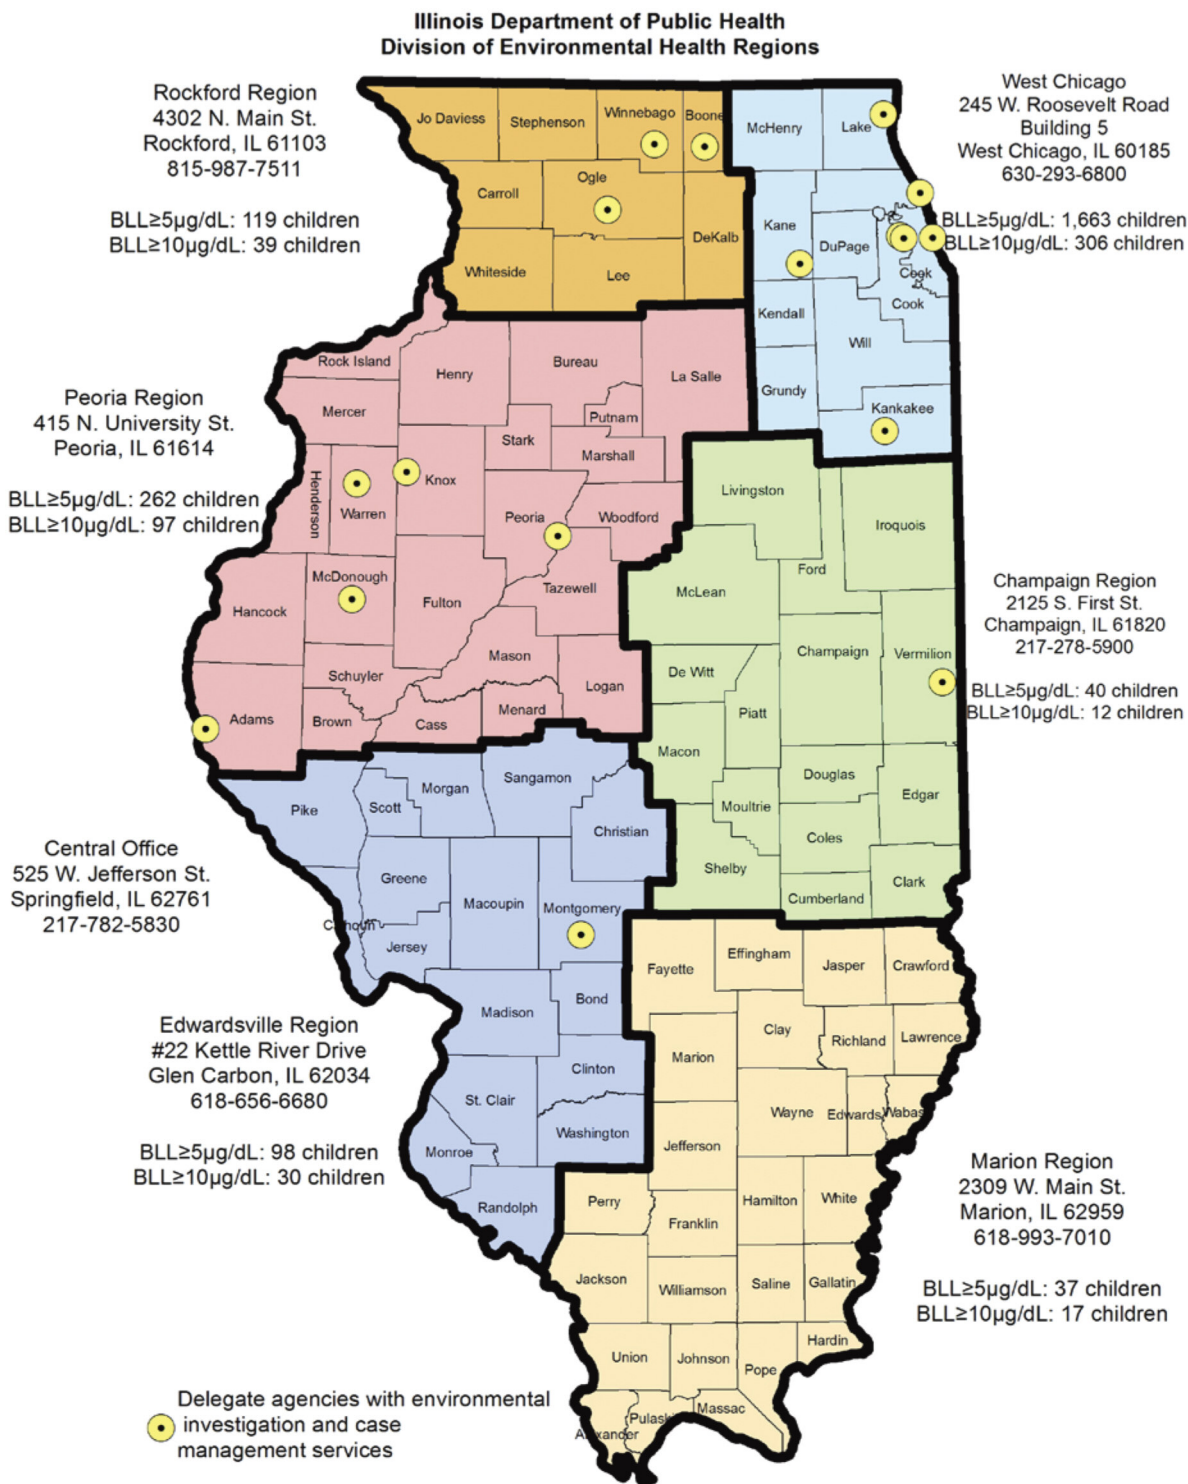 Illinois Department of Public Health
Division of Environmental Health Regions
Rockford Region
4302 N. Main St.
Rockford, IL 61103
815-987-7511
BLL≥5µg/dL: 119 children
BLL≥10µg/dL: 39 children
West Chicago
245 W. Roosevelt Road
Building 5
West Chicago, IL 60185
630-293-6800
BLL≥5µg/dL: 1,663 children
BLL≥10µg/dL: 306 children
Jo Daviess
Stephenson
Winnebago
Boone
McHenry
Lake
Carroll
Ogle
DeKalb
Kane
DuPage
Cook
Cook
Whiteside
Lee
Kendall
Will
Grundy
Kankakee
Peoria Region
415 N. University St.
Peoria, IL 61614
BLL≥5µg/dL: 262 children
BLL≥10µg/dL: 97 children
Rock Island
Henry
Bureau
La Salle
Mercer
Putnam
Stark
Marshall
Henderson
Warren
Knox
Peoria
Woodford
McDonough
Hancock
Fulton
Tazewell
Mason
Schuyler
Logan
Adams
Brown
Cass
Menard
Champaign Region
2125 S. First St.
Champaign, IL 61820
217-278-5900
BLL≥5µg/dL: 40 children
BLL≥10µg/dL: 12 children
Livingston
Iroquois
Ford
McLean
Champaign
Vermilion
De Witt
Piatt
Macon
Douglas
Edgar
Moultrie
Coles
Shelby
Cumberland
Clark
Central Office
525 W. Jefferson St.
Springfield, IL 62761
217-782-5830
Edwardsville Region
#22 Kettle River Drive
Glen Carbon, IL 62034
618-656-6680
BLL≥5µg/dL: 98 children
BLL≥10µg/dL: 30 children
Pike
Scott
Morgan
Sangamon
Christian
Greene
Macoupin
Montgomery
Calhoun
Jersey
Madison
Bond
Clinton
St. Clair
Washington
Monroe
Randolph
Marion Region
2309 W. Main St.
Marion, IL 62959
618-993-7010
BLL≥5µg/dL: 37 children
BLL≥10µg/dL: 17 children
Fayette
Effingham
Jasper
Crawford
Clay
Marion
Richland
Lawrence
Wayne
Edwards
Wabas
Jefferson
Perry
Franklin
Hamilton
White
Jackson
Williamson
Saline
Gallatin
Hardin
Union
Johnson
Pope
Massac
Pulaski
Alexander
Delegate agencies with environmental
investigation and case
management services